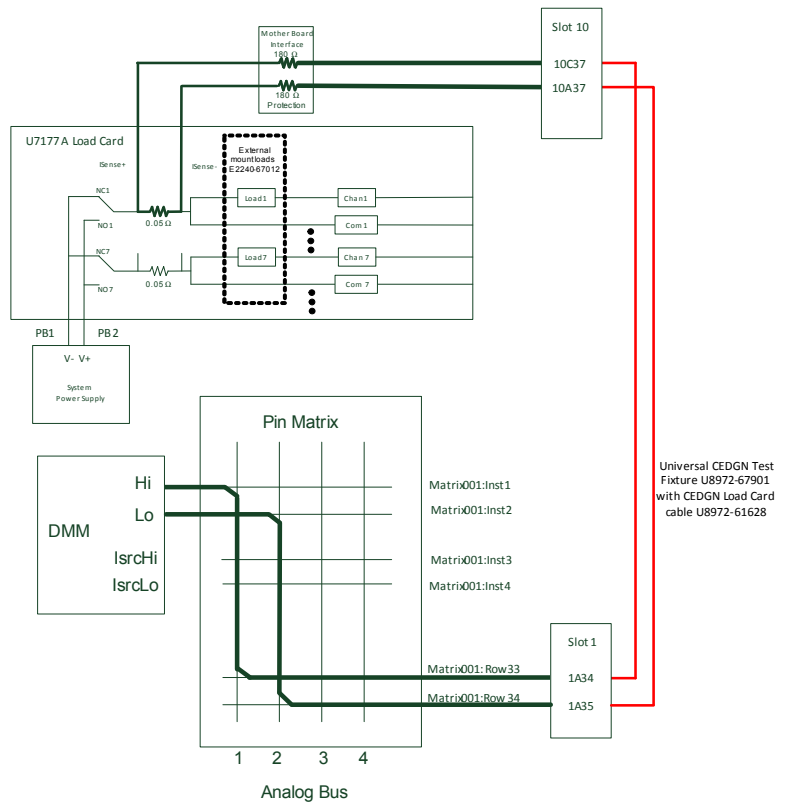 Mother Board
Interface
180 Ω
180 Ω
Protection
Slot 10
10C37
10A37
U7177A Load Card
ISense+
ISense-
External
mount loads
E2240-67012
NC1
NO1
0.05 Ω
Load1
Chan1
Com 1
NC7
NO7
0.05 Ω
Load7
Chan 7
Com 7
PB1
PB 2
V- V+
System
Power Supply
Pin Matrix
Hi
Lo
DMM
IsrcHi
IsrcLo
Matrix001:Inst1
Matrix001:Inst2
Matrix001:Inst3
Matrix001:Inst4
Universal CEDGN Test
Fixture U8972-67901
with CEDGN Load Card
cable U8972-61628
Slot 1
Matrix001:Row33
1A34
Matrix001:Row 34
1A35
1 2 3 4
Analog Bus